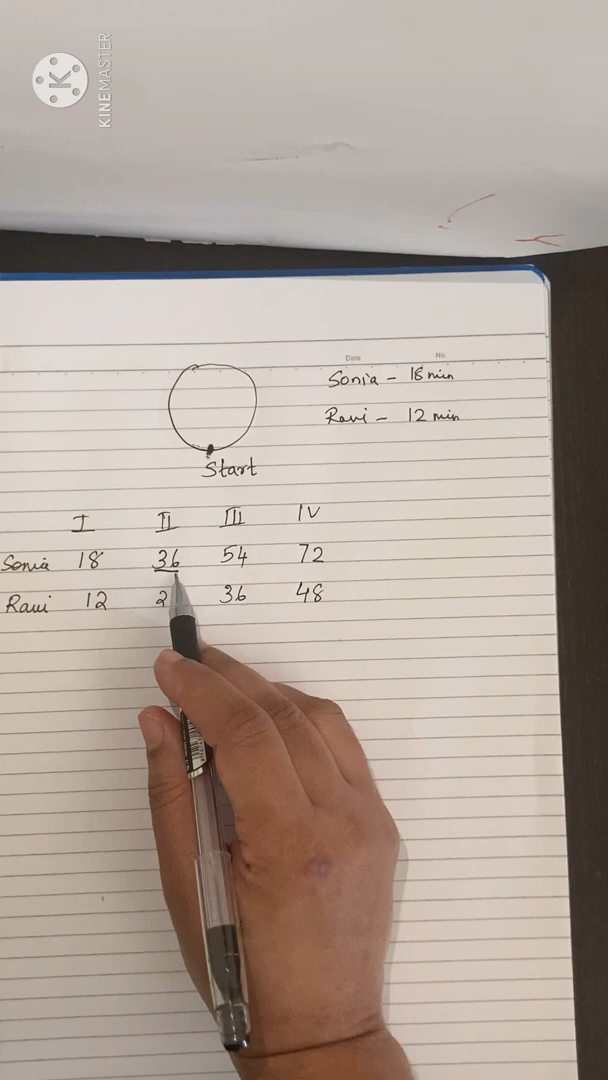 KINEMASTER
Date No.
Sonia - 18 min
Ravi - 12 min
Start
I II III IV
Sonia 18 36 54 72
Ravi 12 2 36 48